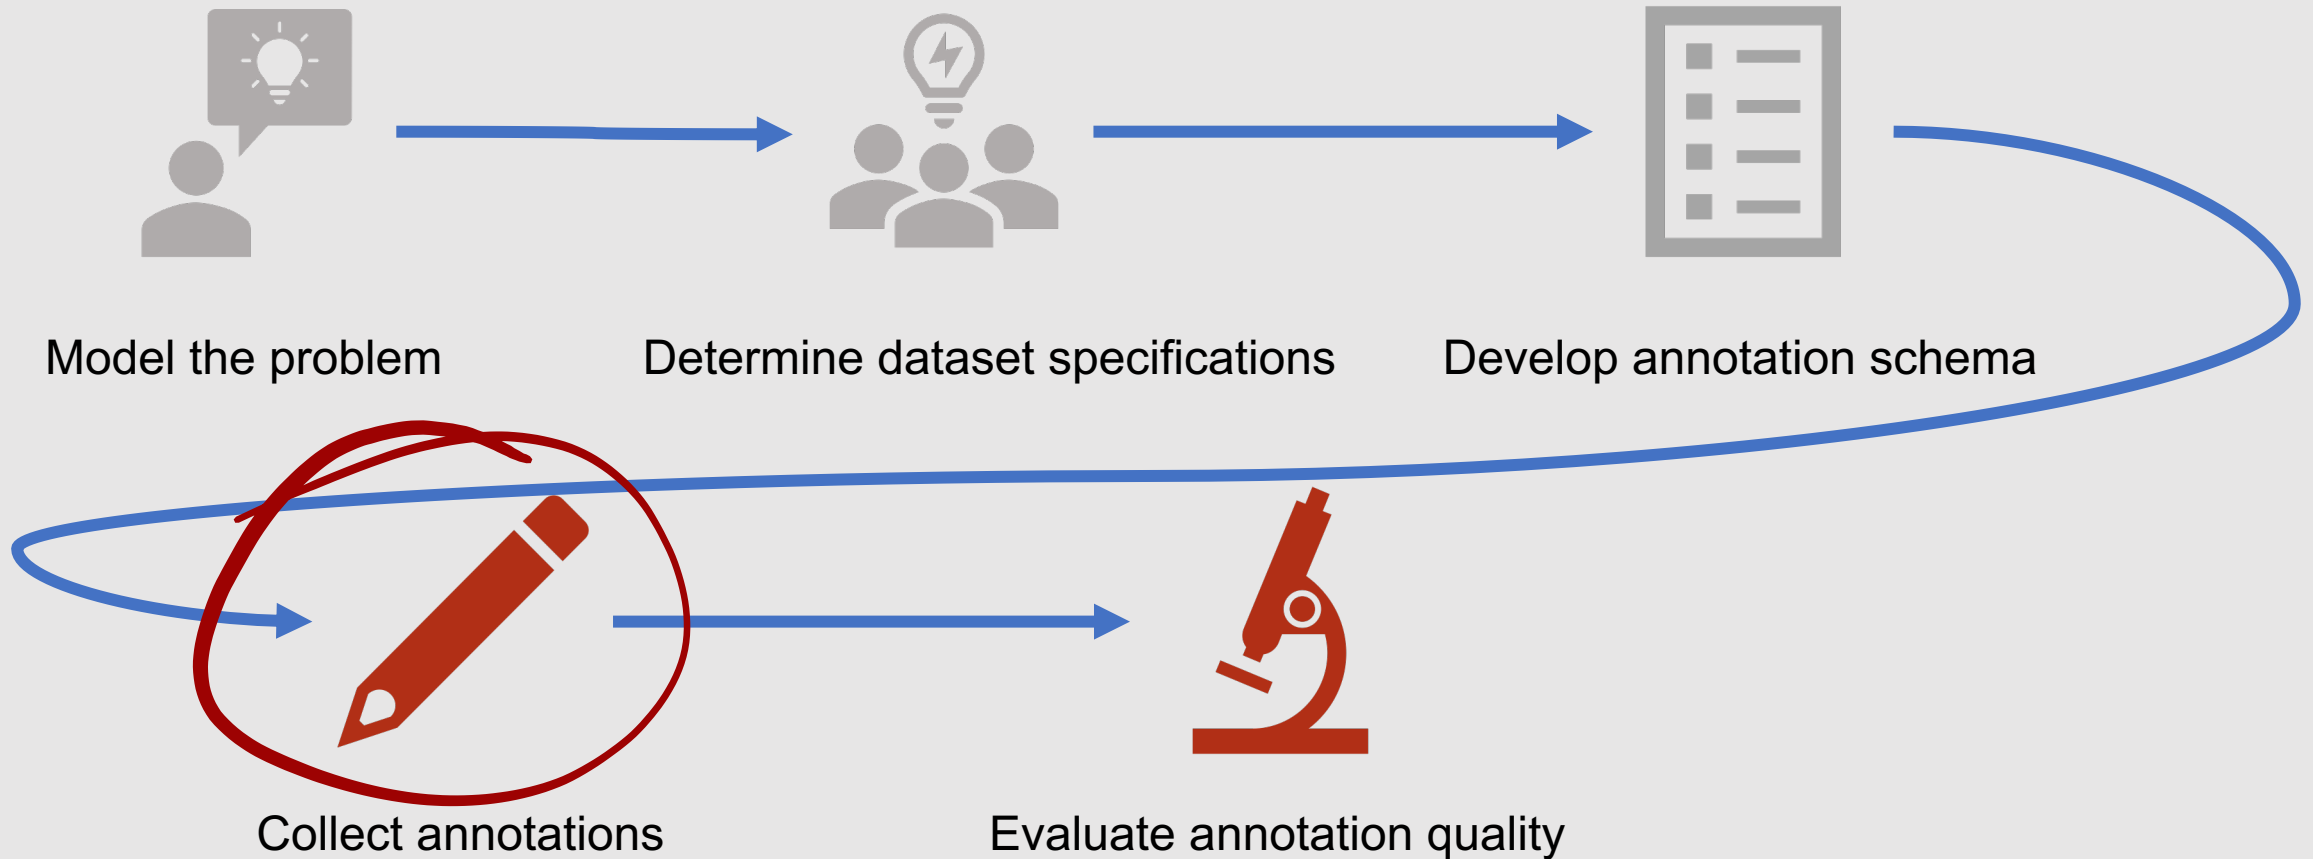 Model the problem
Determine dataset specifications
Develop annotation schema
Collect annotations
Evaluate annotation quality